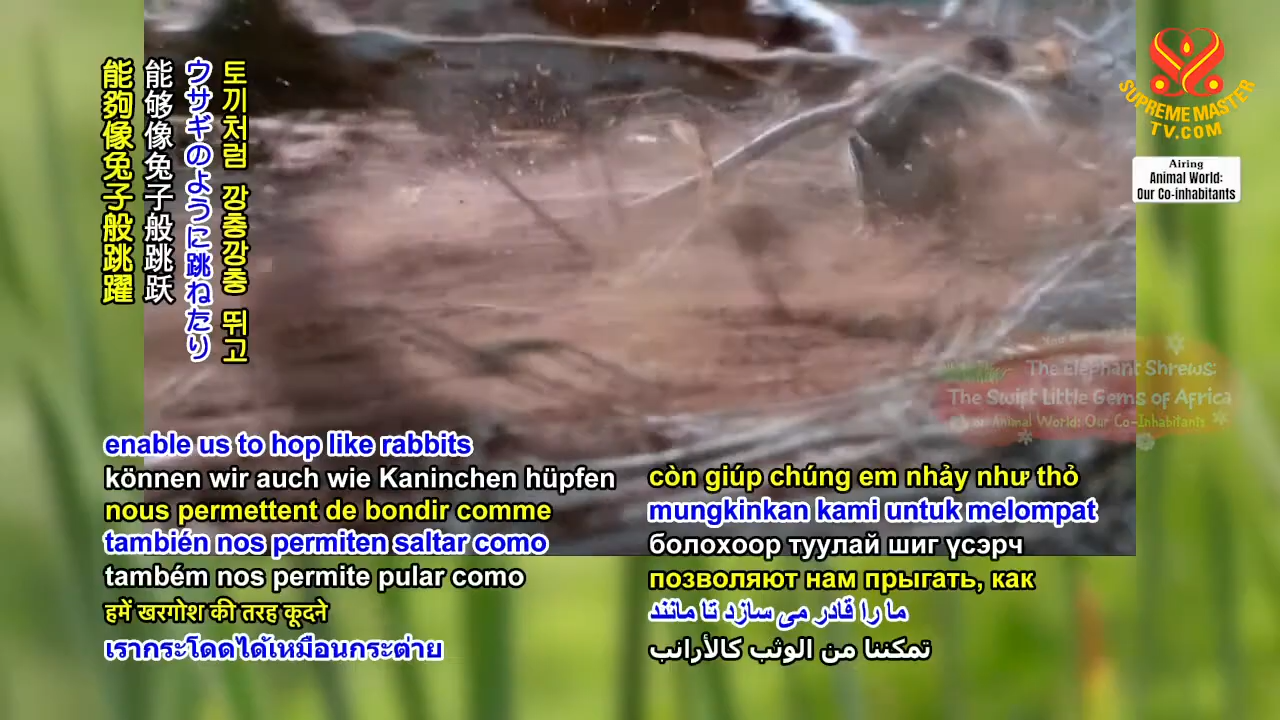 能夠像兔子般跳躍
能够像兔子般跳跃
ウサギのように跳ねたり
토끼처럼 깡충깡충 뛰고
SUPREME MASTER
TV.COM
Airing
Animal World:
Our Co-inhabitants
The Elephant Shrews:
The Swift Little Gems of Africa
on Animal World: Our Co-Inhabitants
enable us to hop like rabbits
können wir auch wie Kaninchen hüpfen
nous permettent de bondir comme
también nos permiten saltar como
também nos permite pular como
हमें खरगोश की तरह कूदने
เรากระโดดได้เหมือนกระต่าย
còn giúp chúng em nhảy như thỏ
mungkinkan kami untuk melompat
болохоор туулай шиг үсэрч
позволяют нам прыгать, как
ما را قادر می سازد تا مانند
تمكننا من الوثب كالأرانب